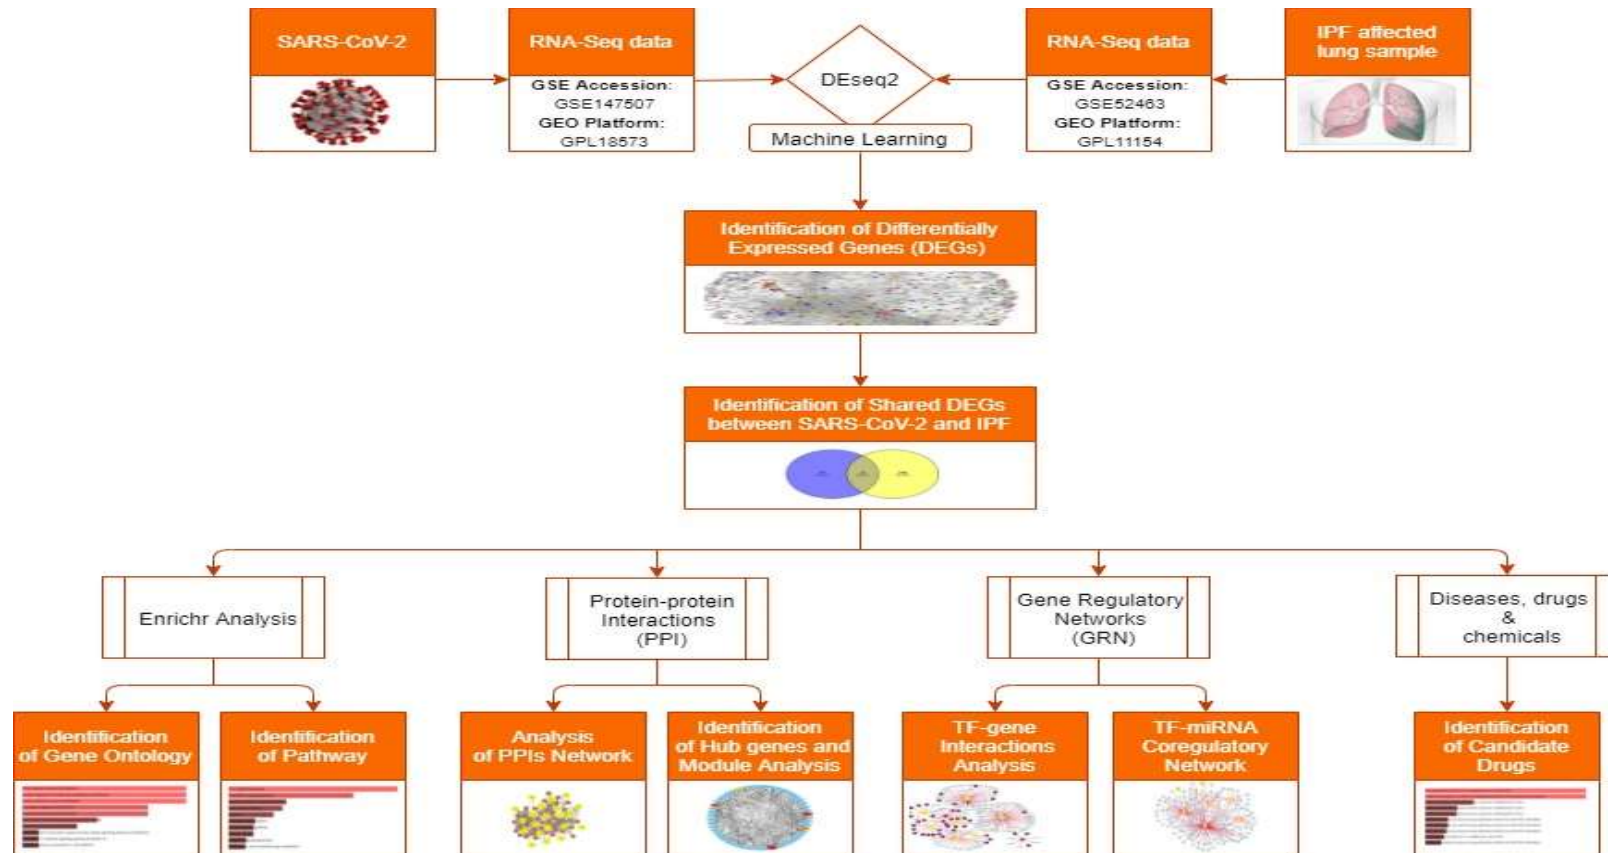 SARS-CoV-2
RNA-Seq data
GSE Accession:
GSE147507
GEO Platform:
GPL18573
DEseq2
Machine Learning
RNA-Seq data
GSE Accession:
GSE52463
GEO Platform:
GPL11154
IPF affected
lung sample
Identification of Differentially
Expressed Genes (DEGs)
Identification of Shared DEGs
between SARS-CoV-2 and IPF
Enrichr Analysis
Protein-protein
Interactions
(PPI)
Gene Regulatory
Networks
(GRN)
Diseases, drugs
&
chemicals
Identification
of Gene Ontology
Identification
of Pathway
Analysis
of PPIs Network
Identification
of Hub genes and
Module Analysis
TF-gene
Interactions
Analysis
TF-miRNA
Coregulatory
Network
Identification
of Candidate
Drugs